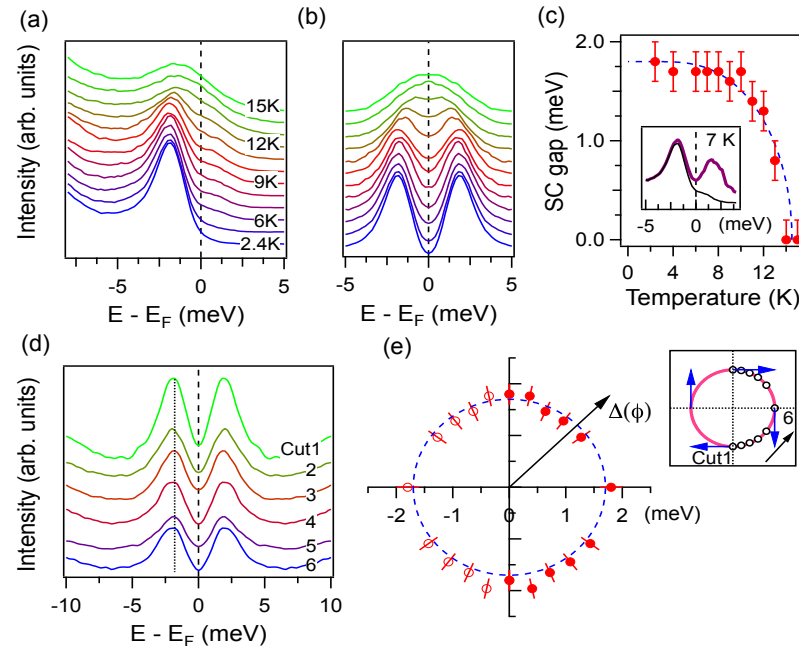 (a)
Intensity (arb. units)
15K
12K
9K
6K
2.4K
-5
0
5
E - E_F (meV)
(b)
-5
0
5
E - E_F (meV)
(c)
SC gap (meV)
2.0
1.0
0.0
7 K
-5
0
(meV)
0
4
8
12
Temperature (K)
(d)
Intensity (arb. units)
Cut1
2
3
4
5
6
-10
-5
0
5
10
E - E_F (meV)
(e)
Δ(ϕ)
-2
-1
0
1
2
(meV)
6
Cut1